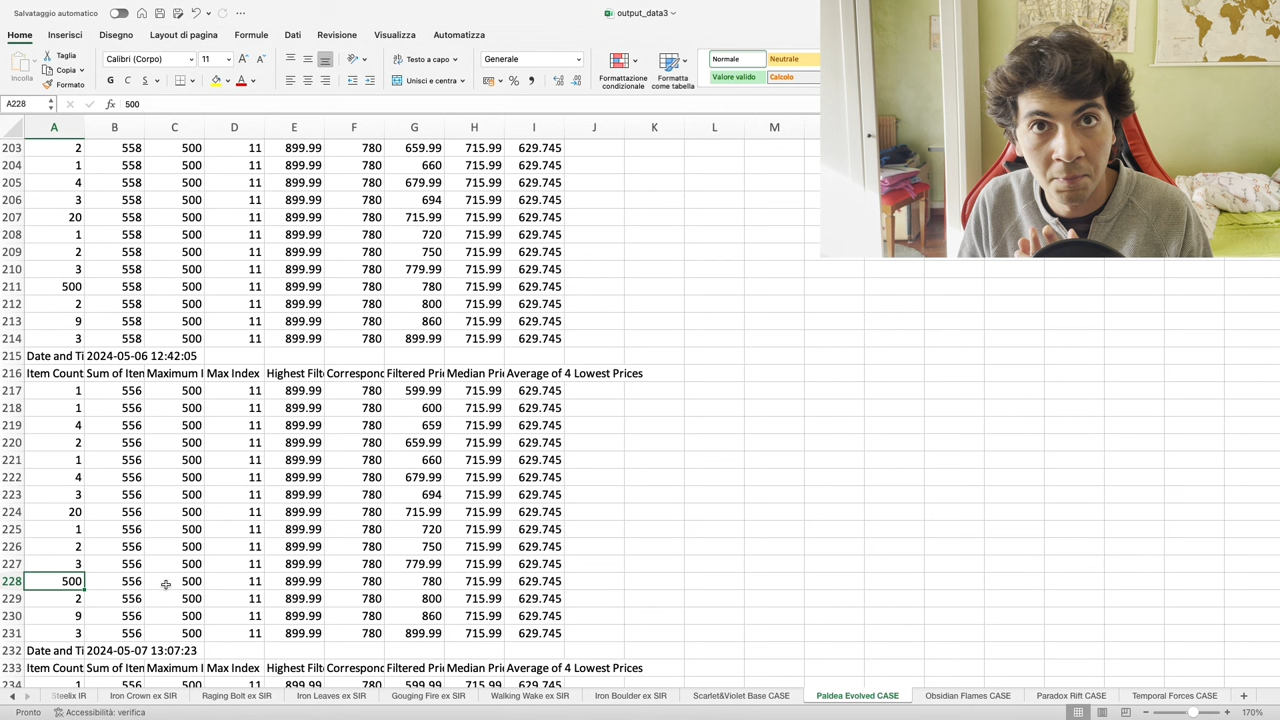 Salvataggio automatico
output_data3
Home Inserisci Disegno Layout di pagina Formule Dati Revisione Visualizza Automatizza
Incolla
Taglia
Copia
Formato
Calibri (Corpo) 11
G C S
Testo a capo
Unisci e centra
Generale
Formattazione condizionale
Formatta come tabella
Normale Neutrale
Valore valido Calcolo
A228 fx 500
A B C D E F G H I J K L M
203 2 558 500 11 899.99 780 659.99 715.99 629.745
204 1 558 500 11 899.99 780 660 715.99 629.745
205 4 558 500 11 899.99 780 679.99 715.99 629.745
206 3 558 500 11 899.99 780 694 715.99 629.745
207 20 558 500 11 899.99 780 715.99 715.99 629.745
208 1 558 500 11 899.99 780 720 715.99 629.745
209 2 558 500 11 899.99 780 750 715.99 629.745
210 3 558 500 11 899.99 780 779.99 715.99 629.745
211 500 558 500 11 899.99 780 780 715.99 629.745
212 2 558 500 11 899.99 780 800 715.99 629.745
213 9 558 500 11 899.99 780 860 715.99 629.745
214 3 558 500 11 899.99 780 899.99 715.99 629.745
215 Date and Ti 2024-05-06 12:42:05
216 Item Count Sum of Iten Maximum I Max Index Highest Filt Correspond Filtered Pri Median Pri Average of 4 Lowest Prices
217 1 556 500 11 899.99 780 599.99 715.99 629.745
218 1 556 500 11 899.99 780 600 715.99 629.745
219 4 556 500 11 899.99 780 659 715.99 629.745
220 2 556 500 11 899.99 780 659.99 715.99 629.745
221 1 556 500 11 899.99 780 660 715.99 629.745
222 4 556 500 11 899.99 780 679.99 715.99 629.745
223 3 556 500 11 899.99 780 694 715.99 629.745
224 20 556 500 11 899.99 780 715.99 715.99 629.745
225 1 556 500 11 899.99 780 720 715.99 629.745
226 2 556 500 11 899.99 780 750 715.99 629.745
227 3 556 500 11 899.99 780 779.99 715.99 629.745
228 500 556 500 11 899.99 780 780 715.99 629.745
229 2 556 500 11 899.99 780 800 715.99 629.745
230 9 556 500 11 899.99 780 860 715.99 629.745
231 3 556 500 11 899.99 780 899.99 715.99 629.745
232 Date and Ti 2024-05-07 13:07:23
233 Item Count Sum of Iten Maximum I Max Index Highest Filt Correspond Filtered Pri Median Pri Average of 4 Lowest Prices
234 1 556 500 11 899.99 780 599.99 715.99 629.745
Steelix IR Iron Crown ex SIR Raging Bolt ex SIR Iron Leaves ex SIR Gouging Fire ex SIR Walking Wake ex SIR Iron Boulder ex SIR Scarlet&Violet Base CASE Paldea Evolved CASE Obsidian Flames CASE Paradox Rift CASE Temporal Forces CASE
Pronto Accessibilità: verifica 170%